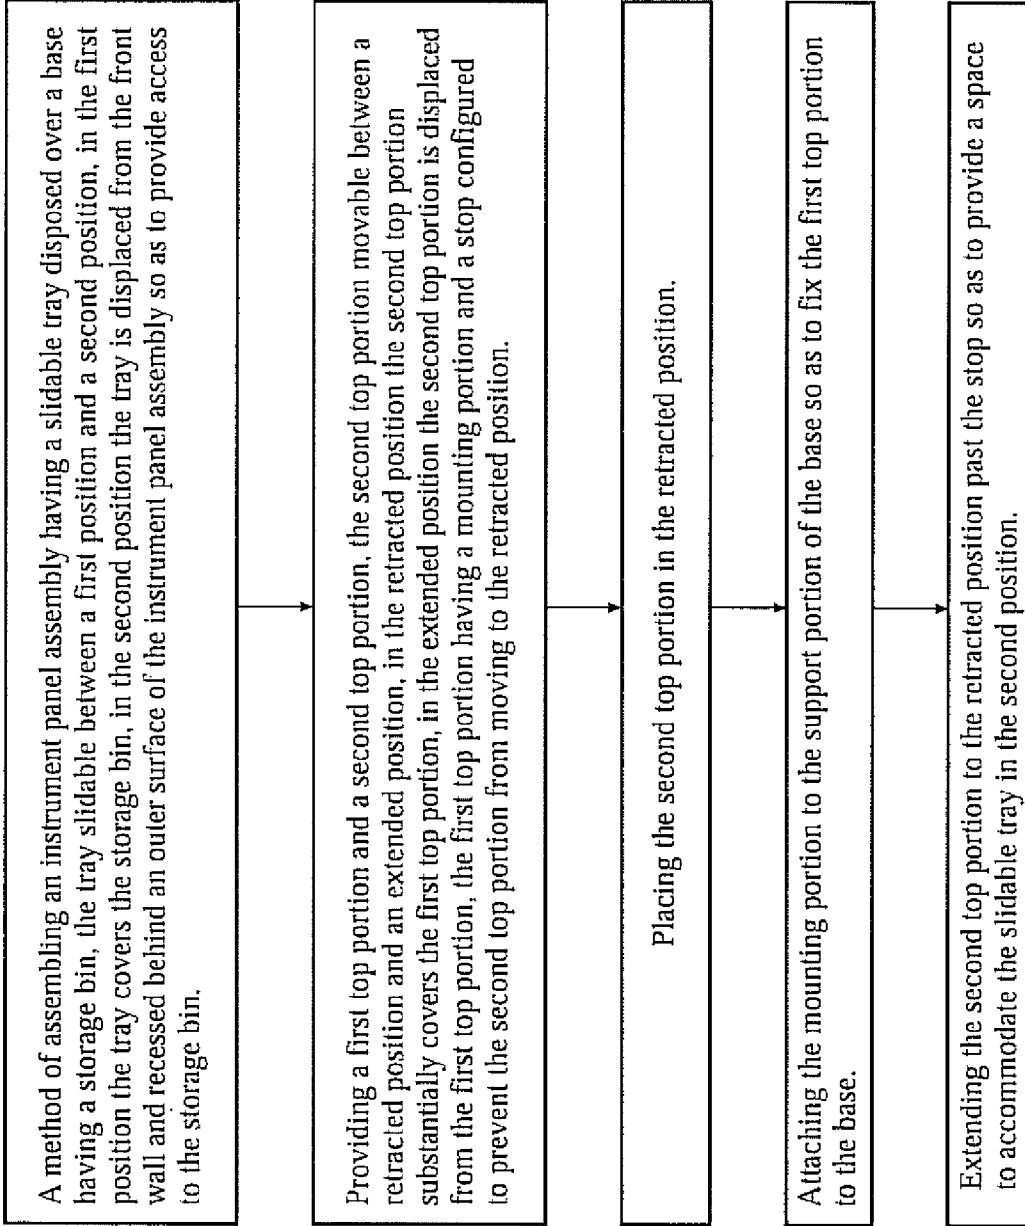 A method of assembling an instrument panel assembly having a slidable tray disposed over a base
having a storage bin, the tray slidable between a first position and a second position, in the first
position the tray covers the storage bin, in the second position the tray is displaced from the front
wall and recessed behind an outer surface of the instrument panel assembly so as to provide access
to the storage bin.
Providing a first top portion and a second top portion, the second top portion movable between a
retracted position and an extended position, in the retracted position the second top portion
substantially covers the first top portion, in the extended position the second top portion is displaced
from the first top portion, the first top portion having a mounting portion and a stop configured
to prevent the second top portion from moving to the retracted position.
Placing the second top portion in the retracted position.
Attaching the mounting portion to the support portion of the base so as to fix the first top portion
to the base.
Extending the second top portion to the retracted position past the stop so as to provide a space
to accommodate the slidable tray in the second position.